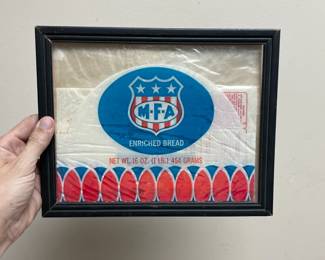 M·F·A
ENRICHED BREAD
NET WT. 16 OZ. (1 LB.) 454 GRAMS